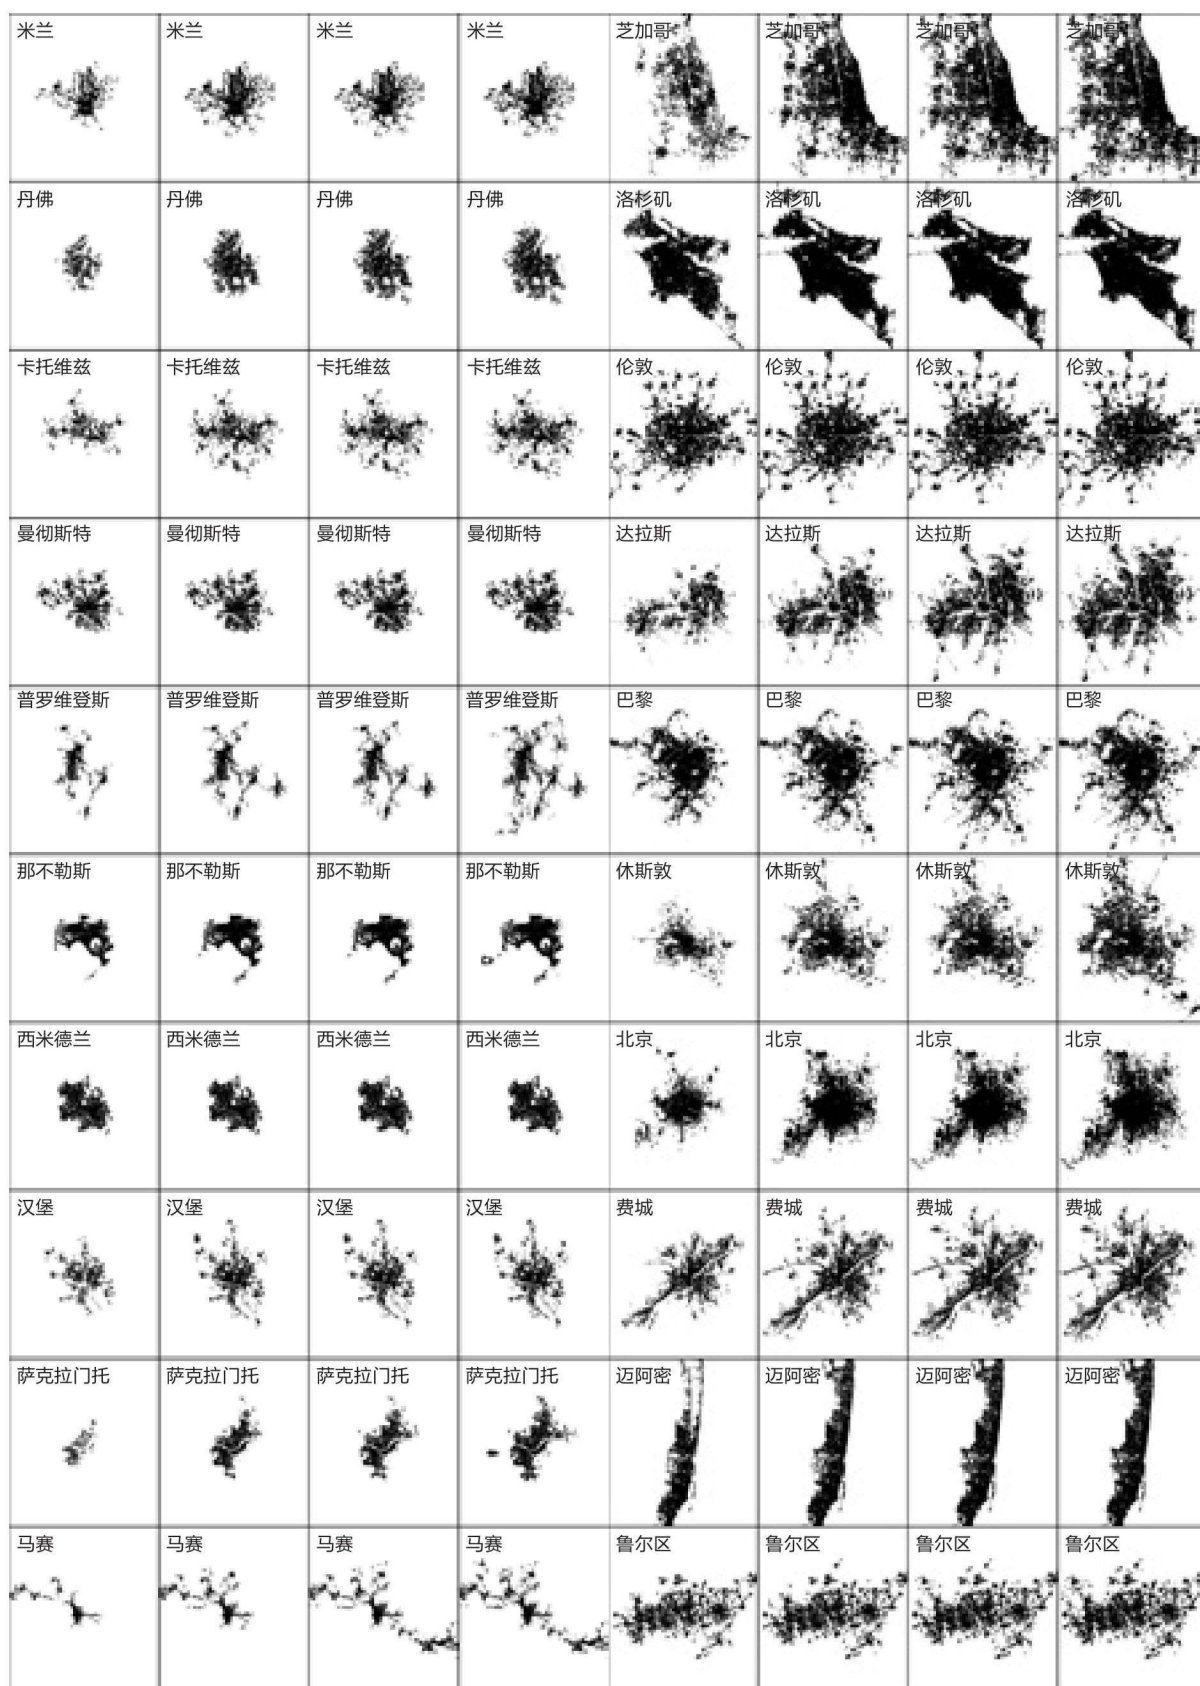 米兰 米兰 米兰 米兰 芝加哥 芝加哥 芝加哥 芝加哥
丹佛 丹佛 丹佛 丹佛 洛杉矶 洛杉矶 洛杉矶 洛杉矶
卡托维兹 卡托维兹 卡托维兹 卡托维兹 伦敦 伦敦 伦敦 伦敦
曼彻斯特 曼彻斯特 曼彻斯特 曼彻斯特 达拉斯 达拉斯 达拉斯 达拉斯
普罗维登斯 普罗维登斯 普罗维登斯 普罗维登斯 巴黎 巴黎 巴黎 巴黎
那不勒斯 那不勒斯 那不勒斯 那不勒斯 休斯敦 休斯敦 休斯敦 休斯敦
西米德兰 西米德兰 西米德兰 西米德兰 北京 北京 北京 北京
汉堡 汉堡 汉堡 汉堡 费城 费城 费城 费城
萨克拉门托 萨克拉门托 萨克拉门托 萨克拉门托 迈阿密 迈阿密 迈阿密 迈阿密
马赛 马赛 马赛 马赛 鲁尔区 鲁尔区 鲁尔区 鲁尔区